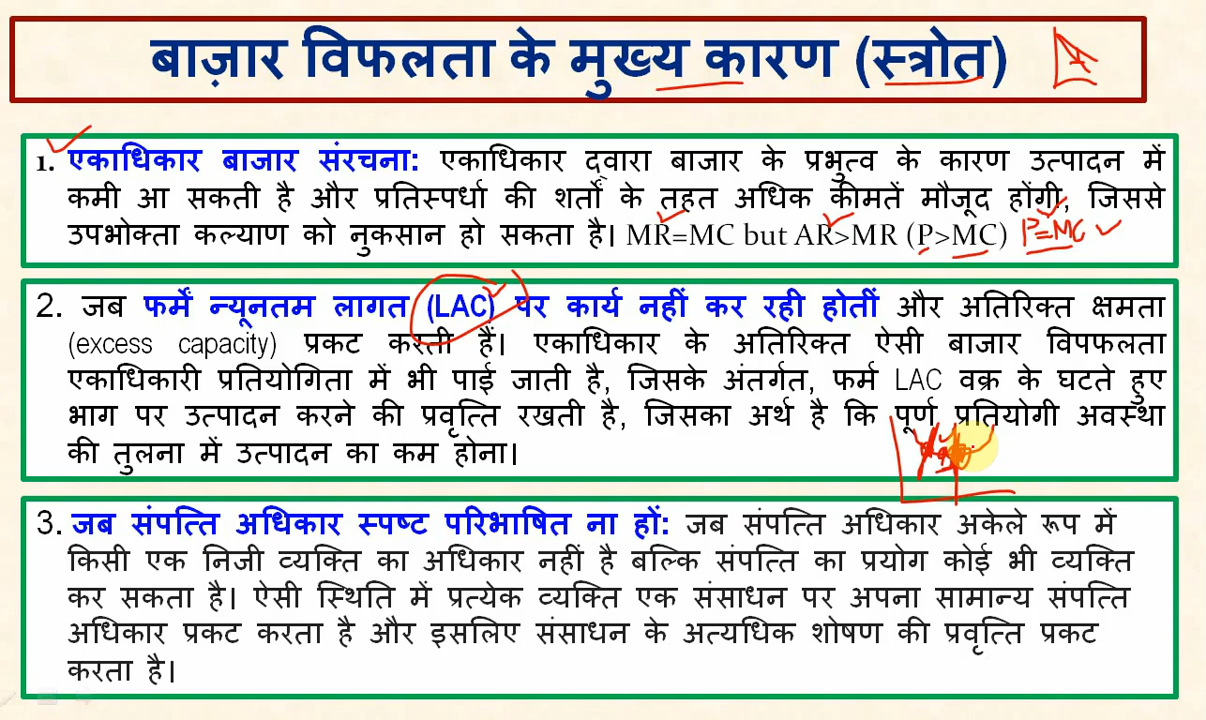 बाज़ार विफलता के मुख्य कारण (स्त्रोत)
1. एकाधिकार बाजार संरचना: एकाधिकार द्वारा बाजार के प्रभुत्व के कारण उत्पादन में
कमी आ सकती है और प्रतिस्पर्धा की शर्तों के तहत अधिक कीमतें मौजूद होंगी, जिससे
उपभोक्ता कल्याण को नुकसान हो सकता है। MR=MC but AR>MR (P>MC) P=MC
2. जब फर्में न्यूनतम लागत (LAC) पर कार्य नहीं कर रही होतीं और अतिरिक्त क्षमता
(excess capacity) प्रकट करती हैं। एकाधिकार के अतिरिक्त ऐसी बाजार विपफलता
एकाधिकारी प्रतियोगिता में भी पाई जाती है, जिसके अंतर्गत, फर्म LAC वक्र के घटते हुए
भाग पर उत्पादन करने की प्रवृत्ति रखती है, जिसका अर्थ है कि पूर्ण प्रतियोगी अवस्था
की तुलना में उत्पादन का कम होना।
3. जब संपत्ति अधिकार स्पष्ट परिभाषित ना हों: जब संपत्ति अधिकार अकेले रूप में
किसी एक निजी व्यक्ति का अधिकार नहीं है बल्कि संपत्ति का प्रयोग कोई भी व्यक्ति
कर सकता है। ऐसी स्थिति में प्रत्येक व्यक्ति एक संसाधन पर अपना सामान्य संपत्ति
अधिकार प्रकट करता है और इसलिए संसाधन के अत्यधिक शोषण की प्रवृत्ति प्रकट
करता है।